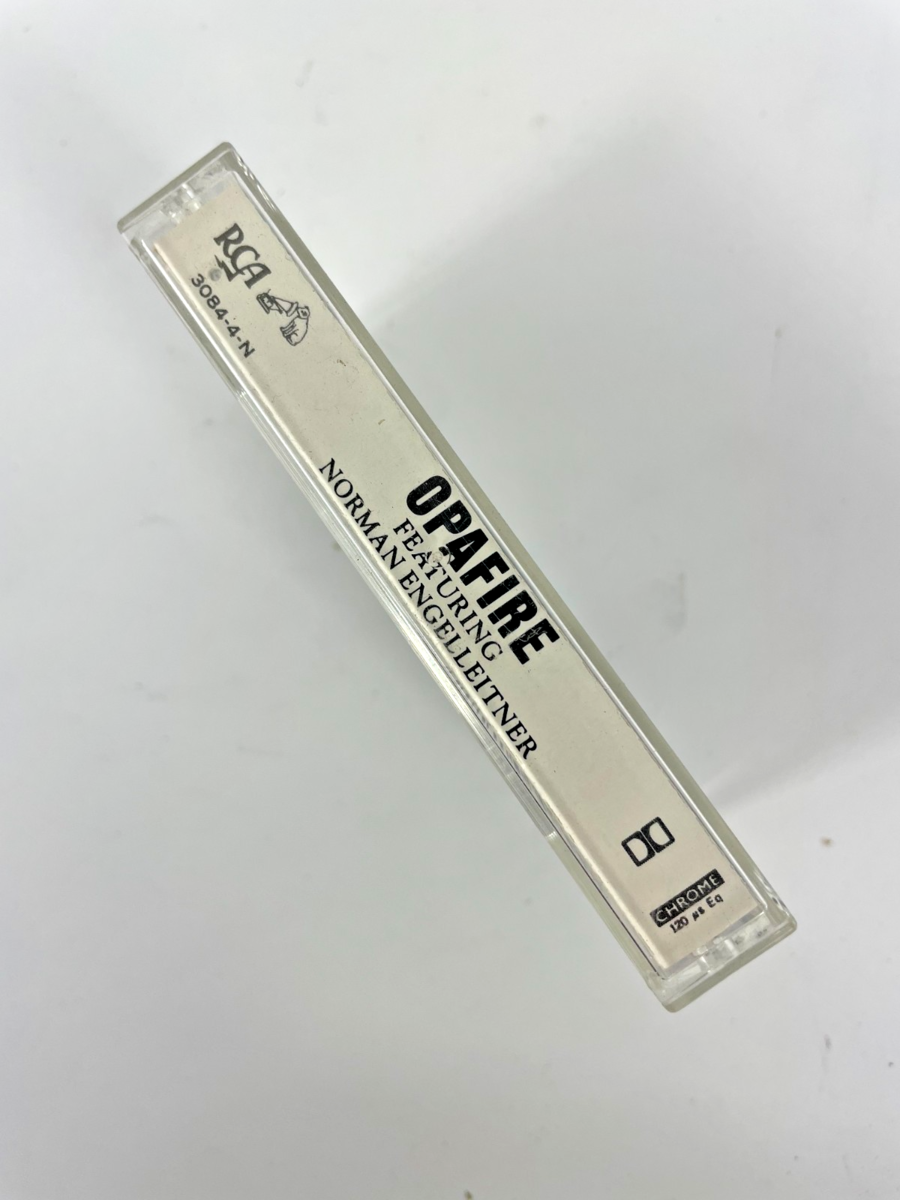 RCA
3084-4-N
OPAFIRE
FEATURING
NORMAN ENGELLEITNER
CHROME
120 µs Eq